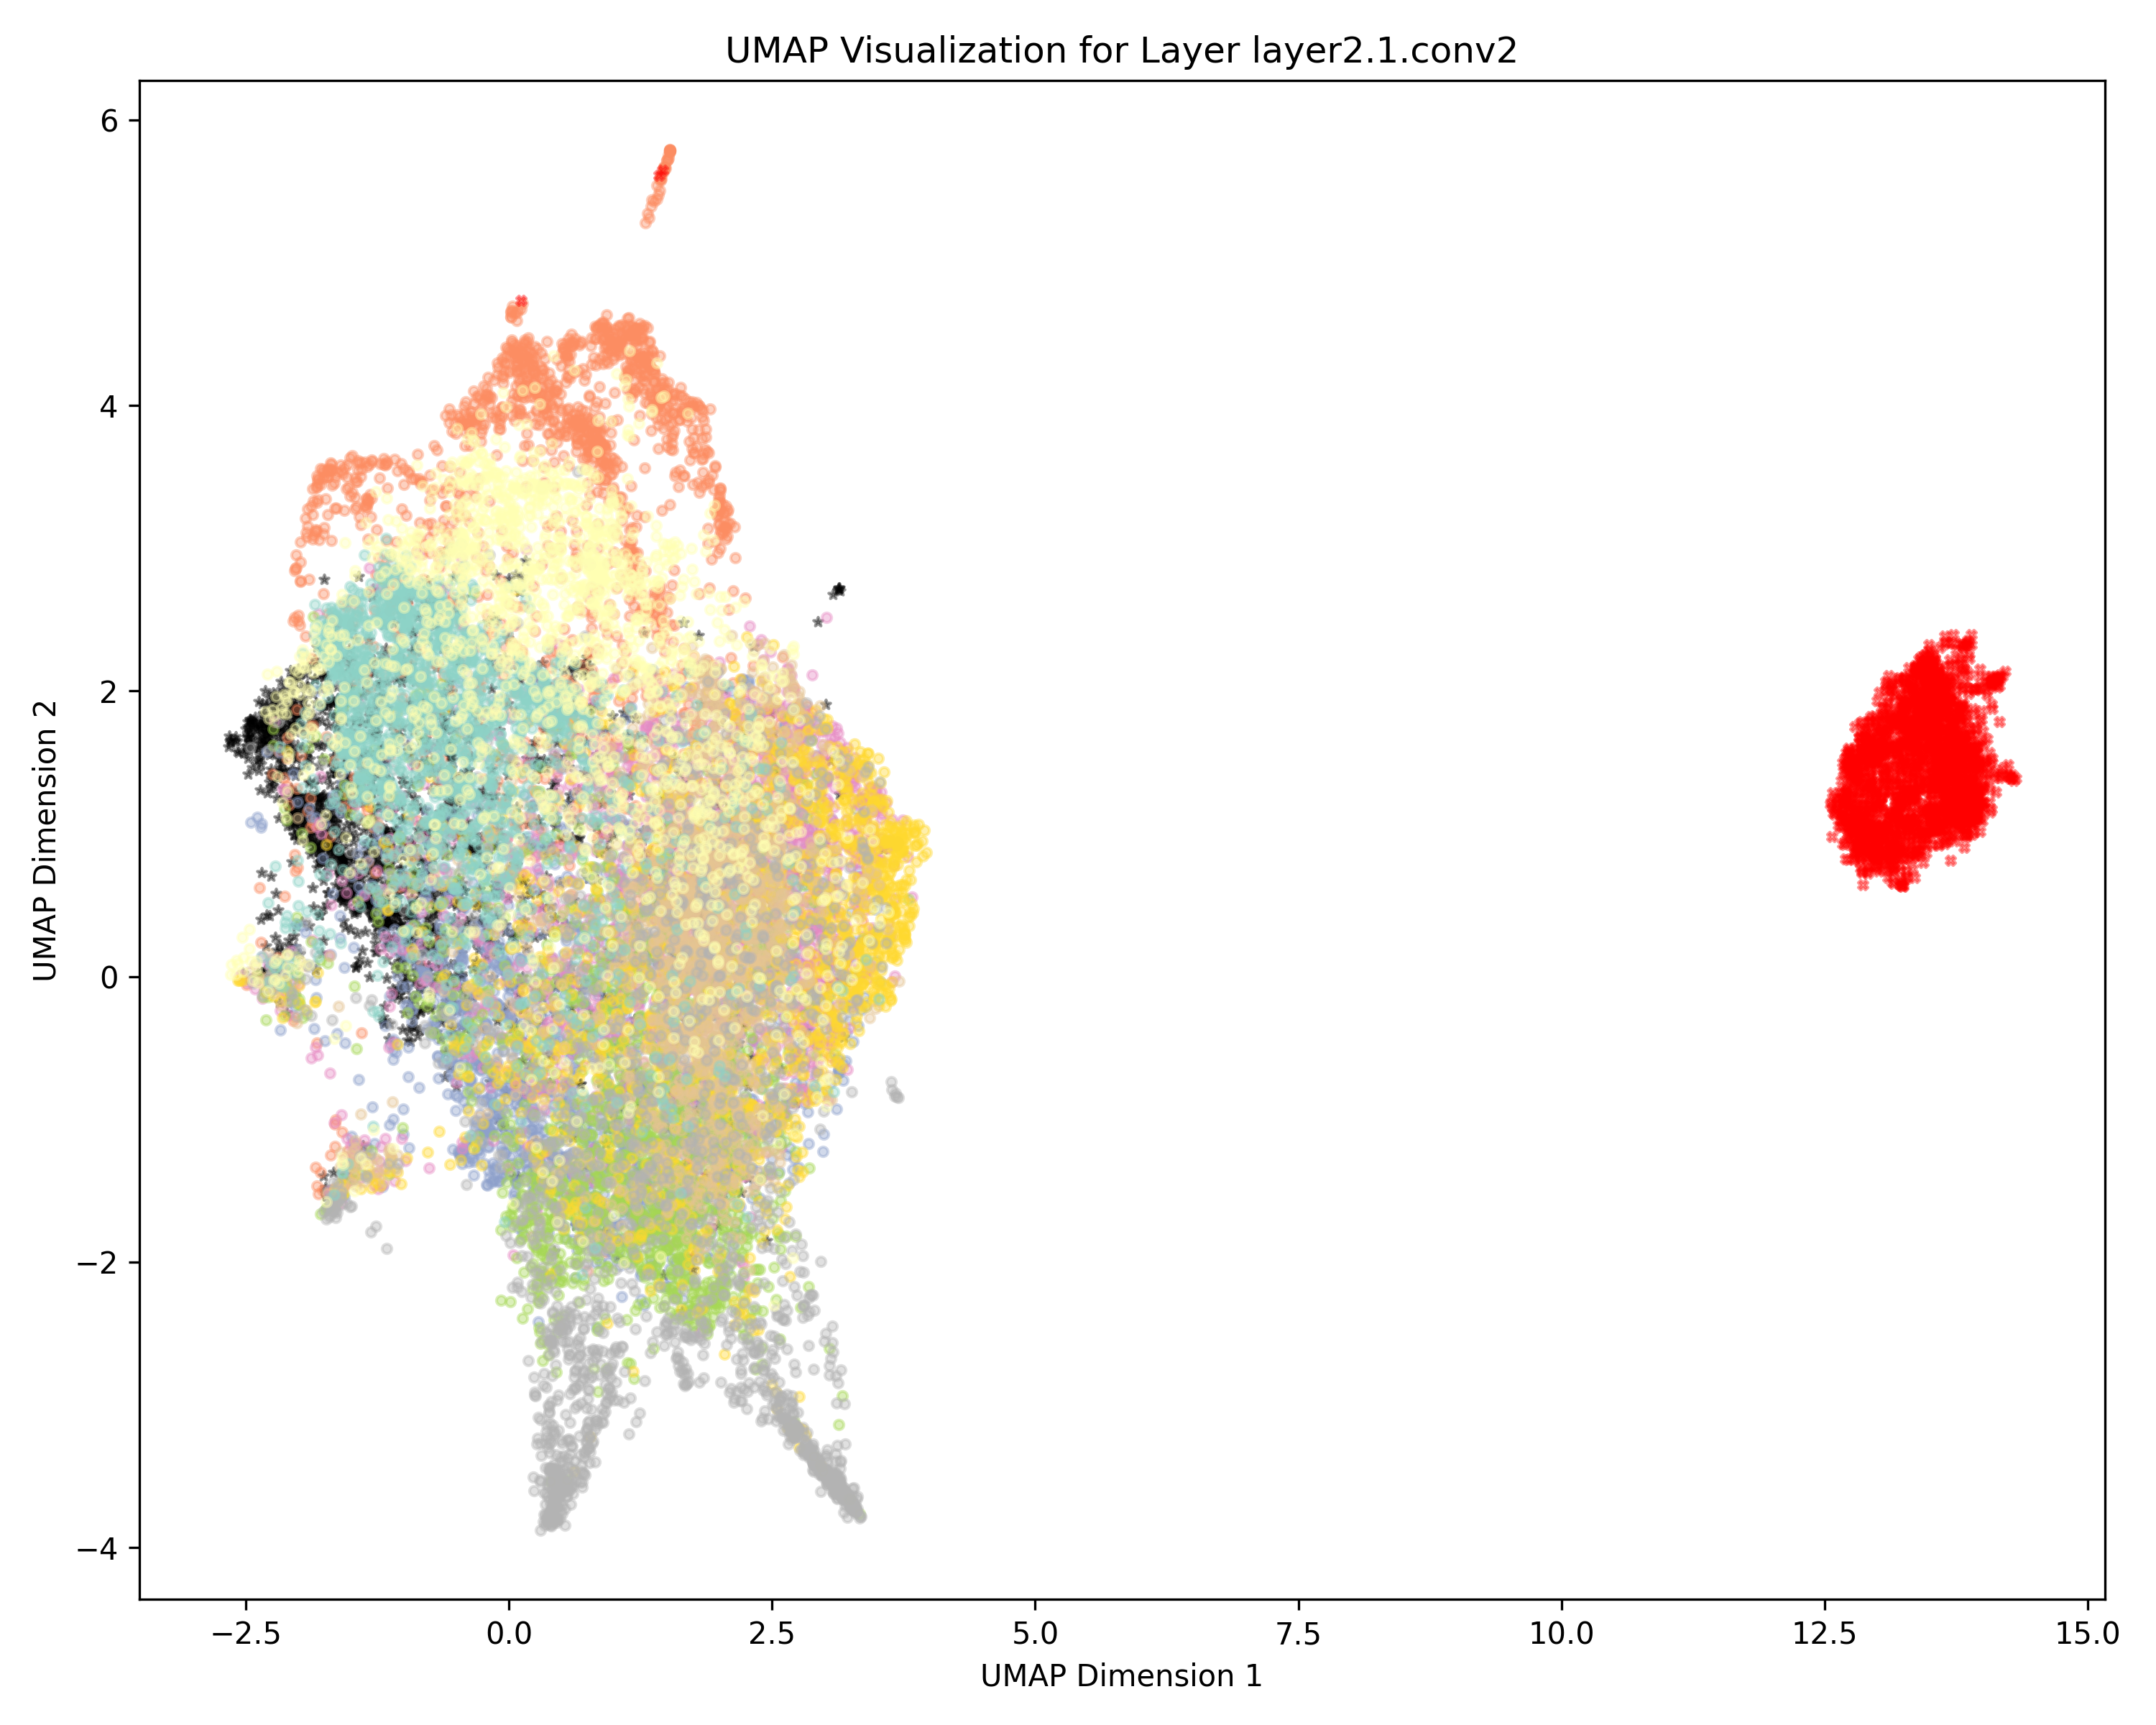 UMAP Visualization for Layer layer2.1.conv2
6
4
2
0
−2
−4
UMAP Dimension 2
−2.5 0.0 2.5 5.0 7.5 10.0 12.5 15.0
UMAP Dimension 1